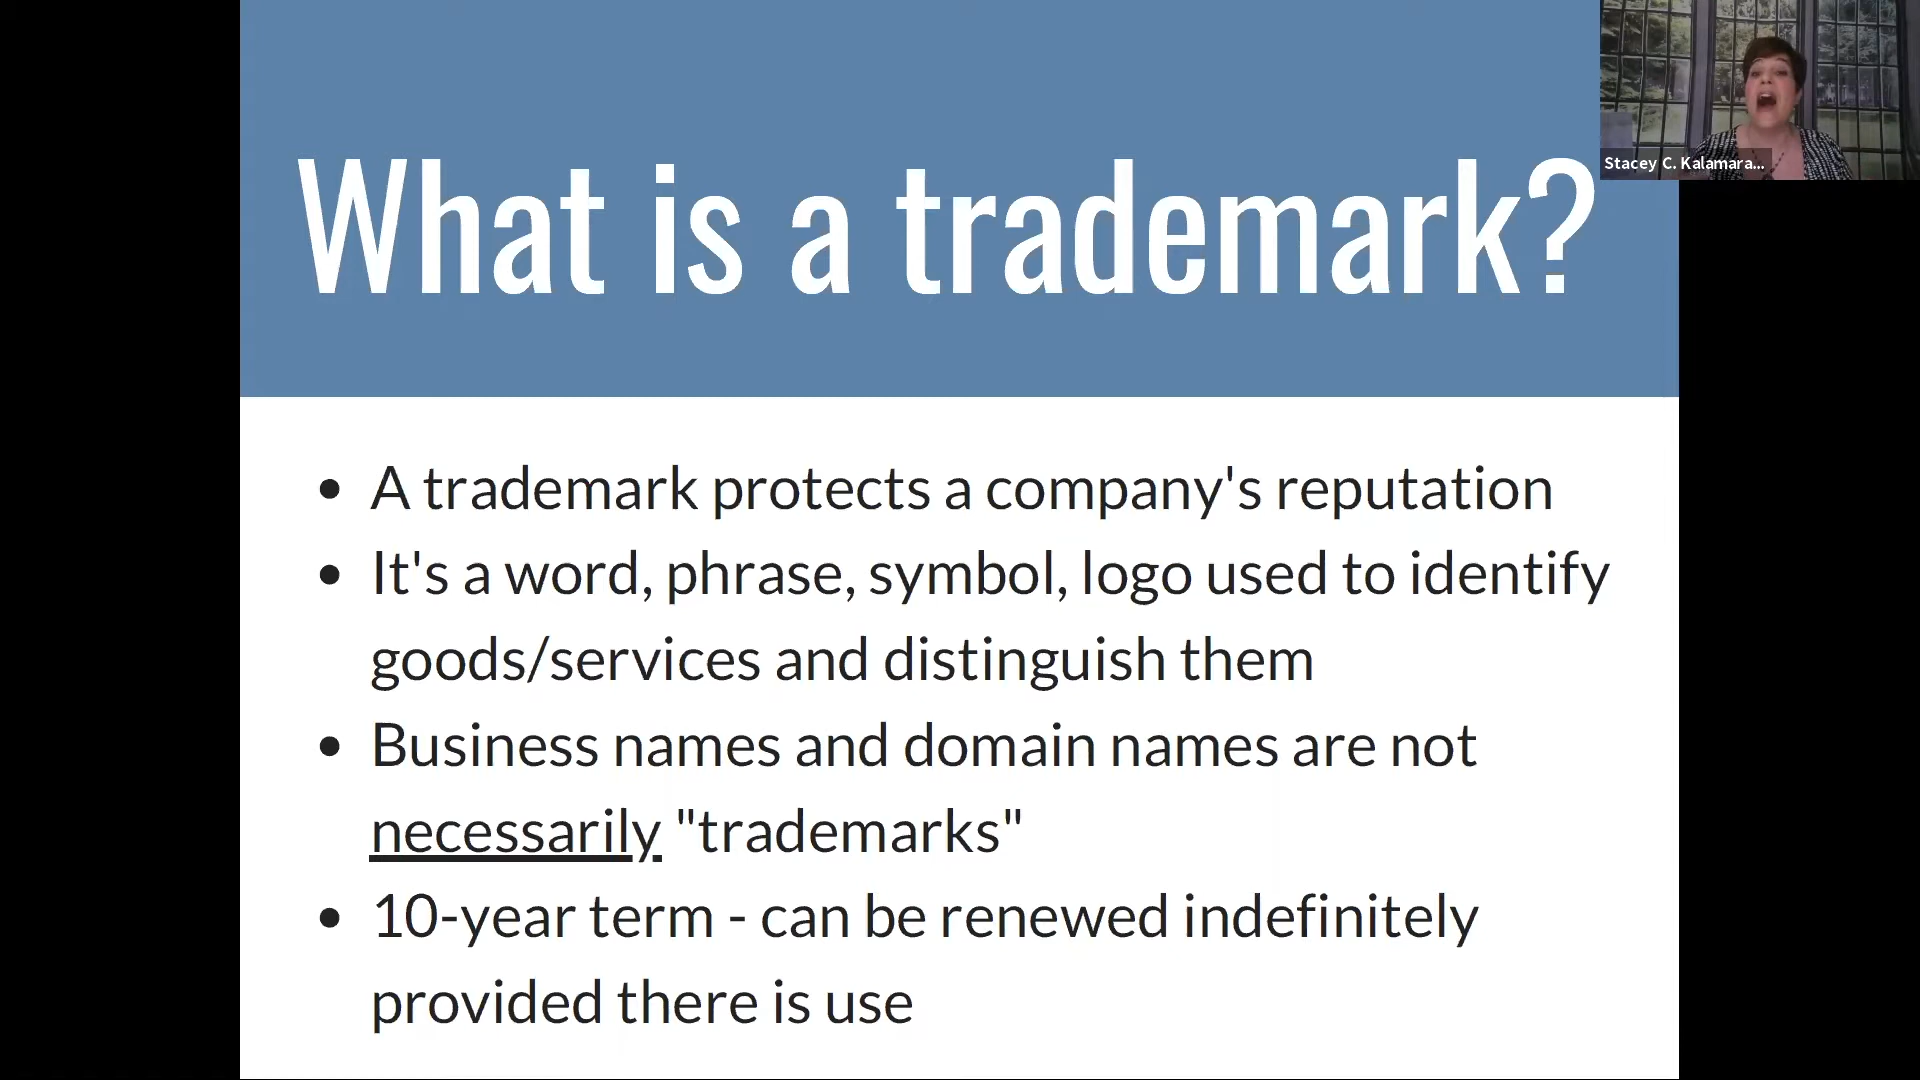 What is a trademark?
Stacey C. Kalamara...
• A trademark protects a company's reputation
• It's a word, phrase, symbol, logo used to identify
goods/services and distinguish them
• Business names and domain names are not
necessarily "trademarks"
• 10-year term - can be renewed indefinitely
provided there is use